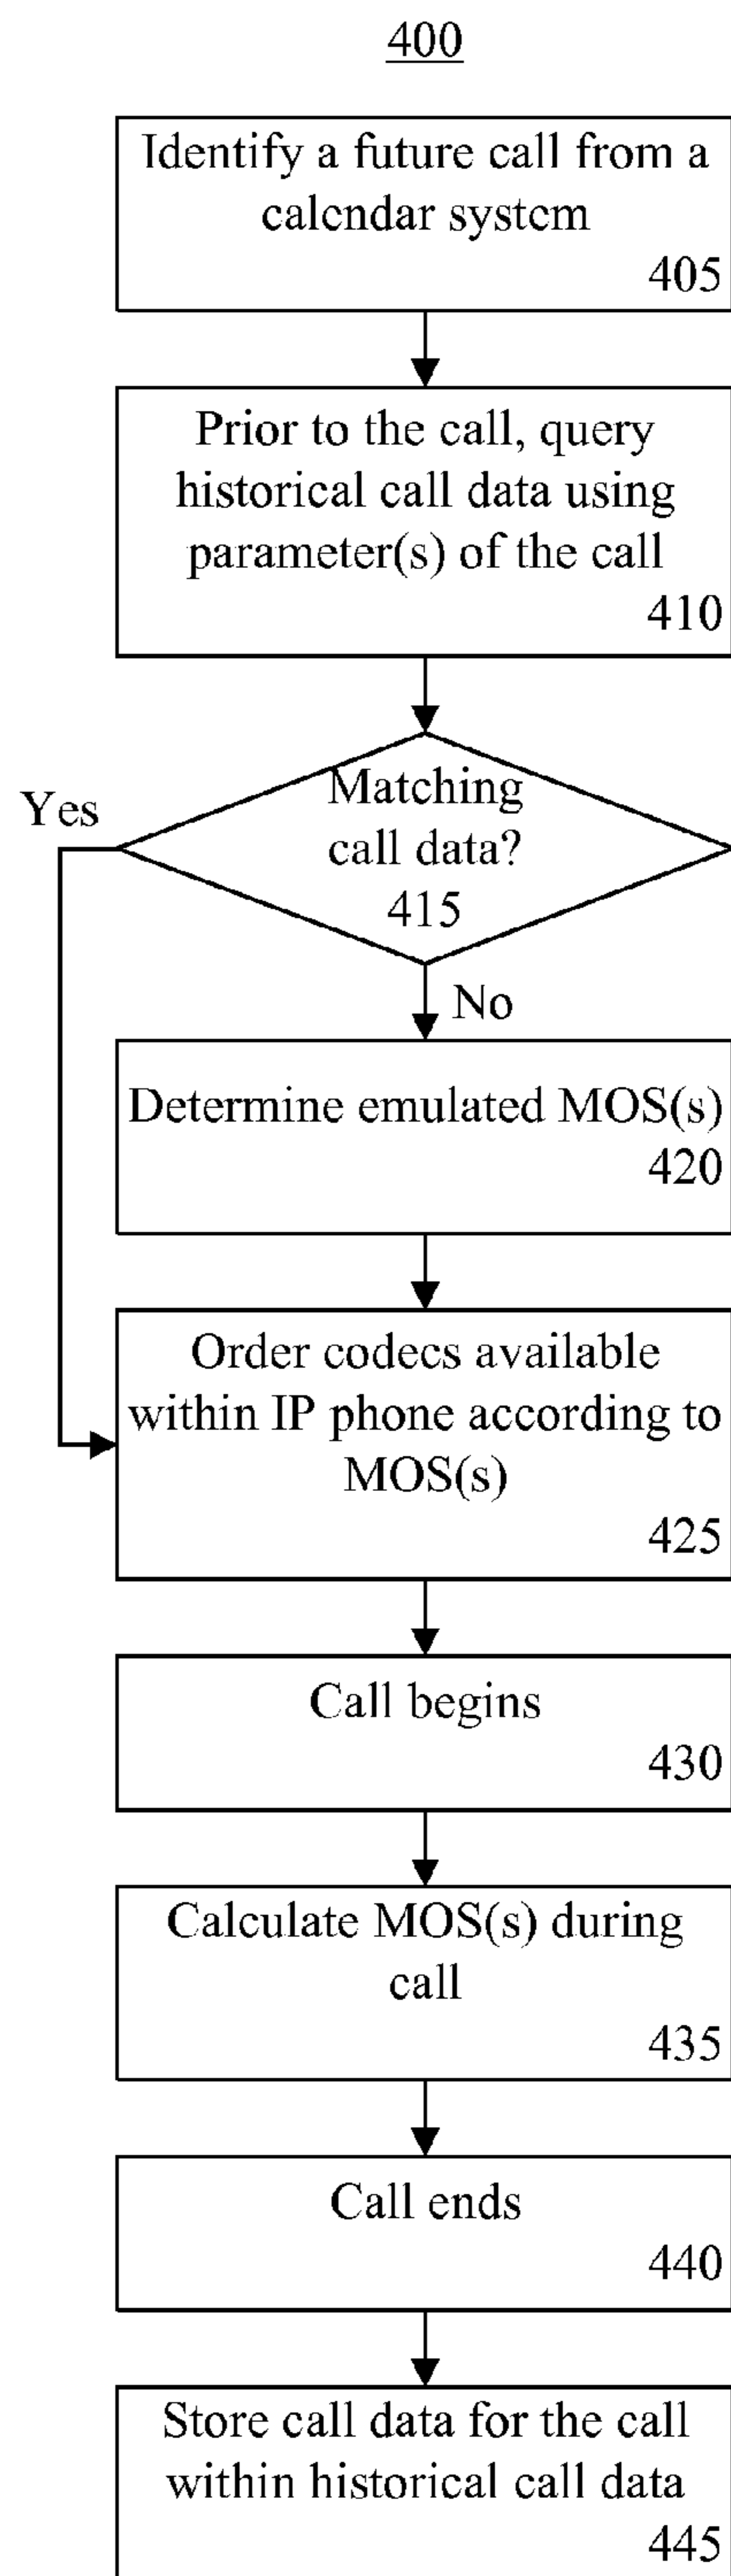 400
Identify a future call from a
calendar system
405
Prior to the call, query
historical call data using
parameter(s) of the call
410
Matching
call data?
415
Yes
No
Determine emulated MOS(s)
420
Order codecs available
within IP phone according to
MOS(s)
425
Call begins
430
Calculate MOS(s) during
call
435
Call ends
440
Store call data for the call
within historical call data
445